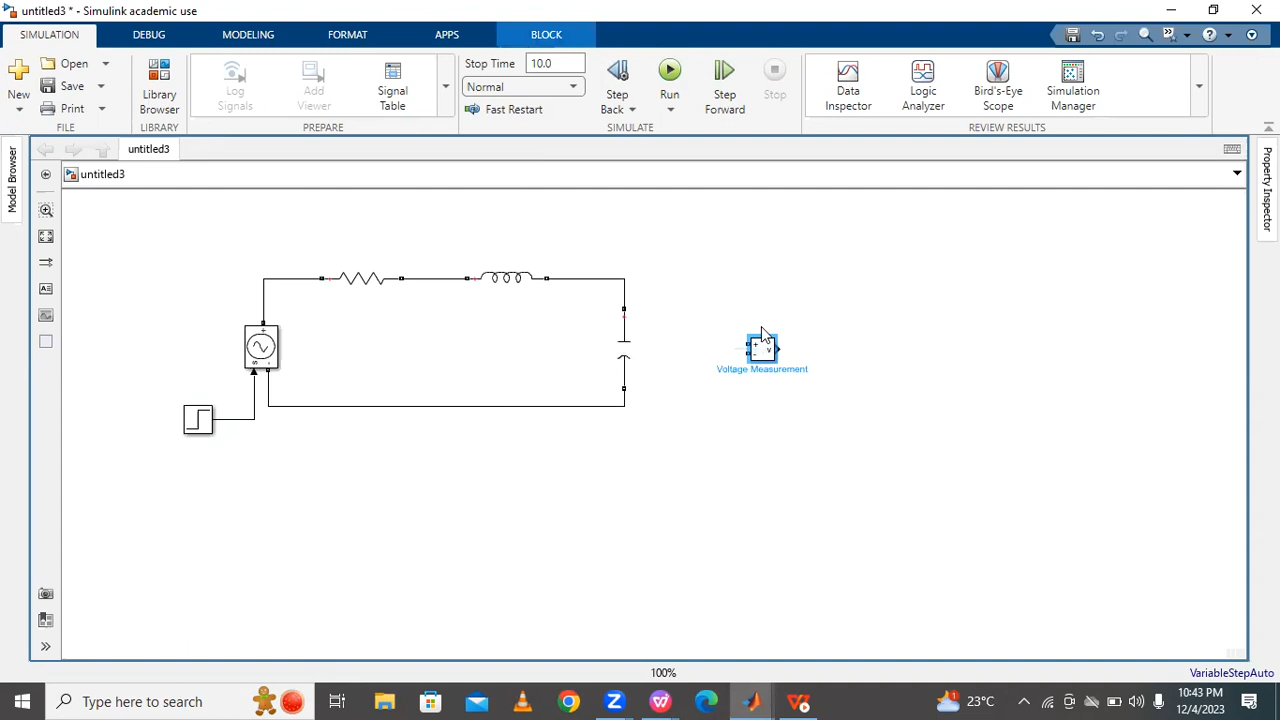 untitled3 * - Simulink academic use
SIMULATION DEBUG MODELING FORMAT APPS BLOCK
New
Open
Save
Print
FILE
Library Browser
LIBRARY
Log Signals
Add Viewer
Signal Table
PREPARE
Stop Time 10.0
Normal
Fast Restart
Step Back
Run
Step Forward
Stop
SIMULATE
Data Inspector
Logic Analyzer
Bird's-Eye Scope
Simulation Manager
REVIEW RESULTS
Model Browser
untitled3
untitled3
Property Inspector
+
s -
+ v
-
Voltage Measurement
100%
VariableStepAuto
Type here to search
1
23°C
10:43 PM
12/4/2023